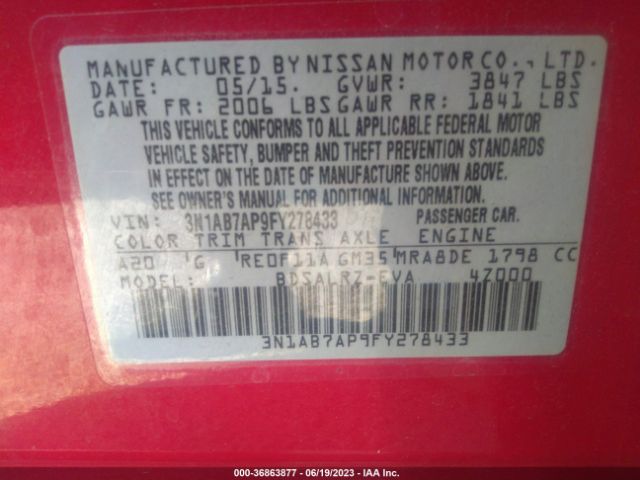 MANUFACTURED BY NISSAN MOTOR CO., LTD.
DATE: 05/15. GVWR: 3847 LBS
GAWR FR: 2006 LBS GAWR RR: 1841 LBS
THIS VEHICLE CONFORMS TO ALL APPLICABLE FEDERAL MOTOR
VEHICLE SAFETY, BUMPER AND THEFT PREVENTION STANDARDS
IN EFFECT ON THE DATE OF MANUFACTURE SHOWN ABOVE.
SEE OWNER'S MANUAL FOR ADDITIONAL INFORMATION.
VIN: 3N1AB7AP9FY278433 PASSENGER CAR.
COLOR TRIM TRANS AXLE ENGINE
A20 G RE0F11A GM35 MRA8DE 1798 CC
MODEL: BDSALRZ-EVA 4Z000
3N1AB7AP9FY278433
000-36863877 - 06/19/2023 - IAA Inc.